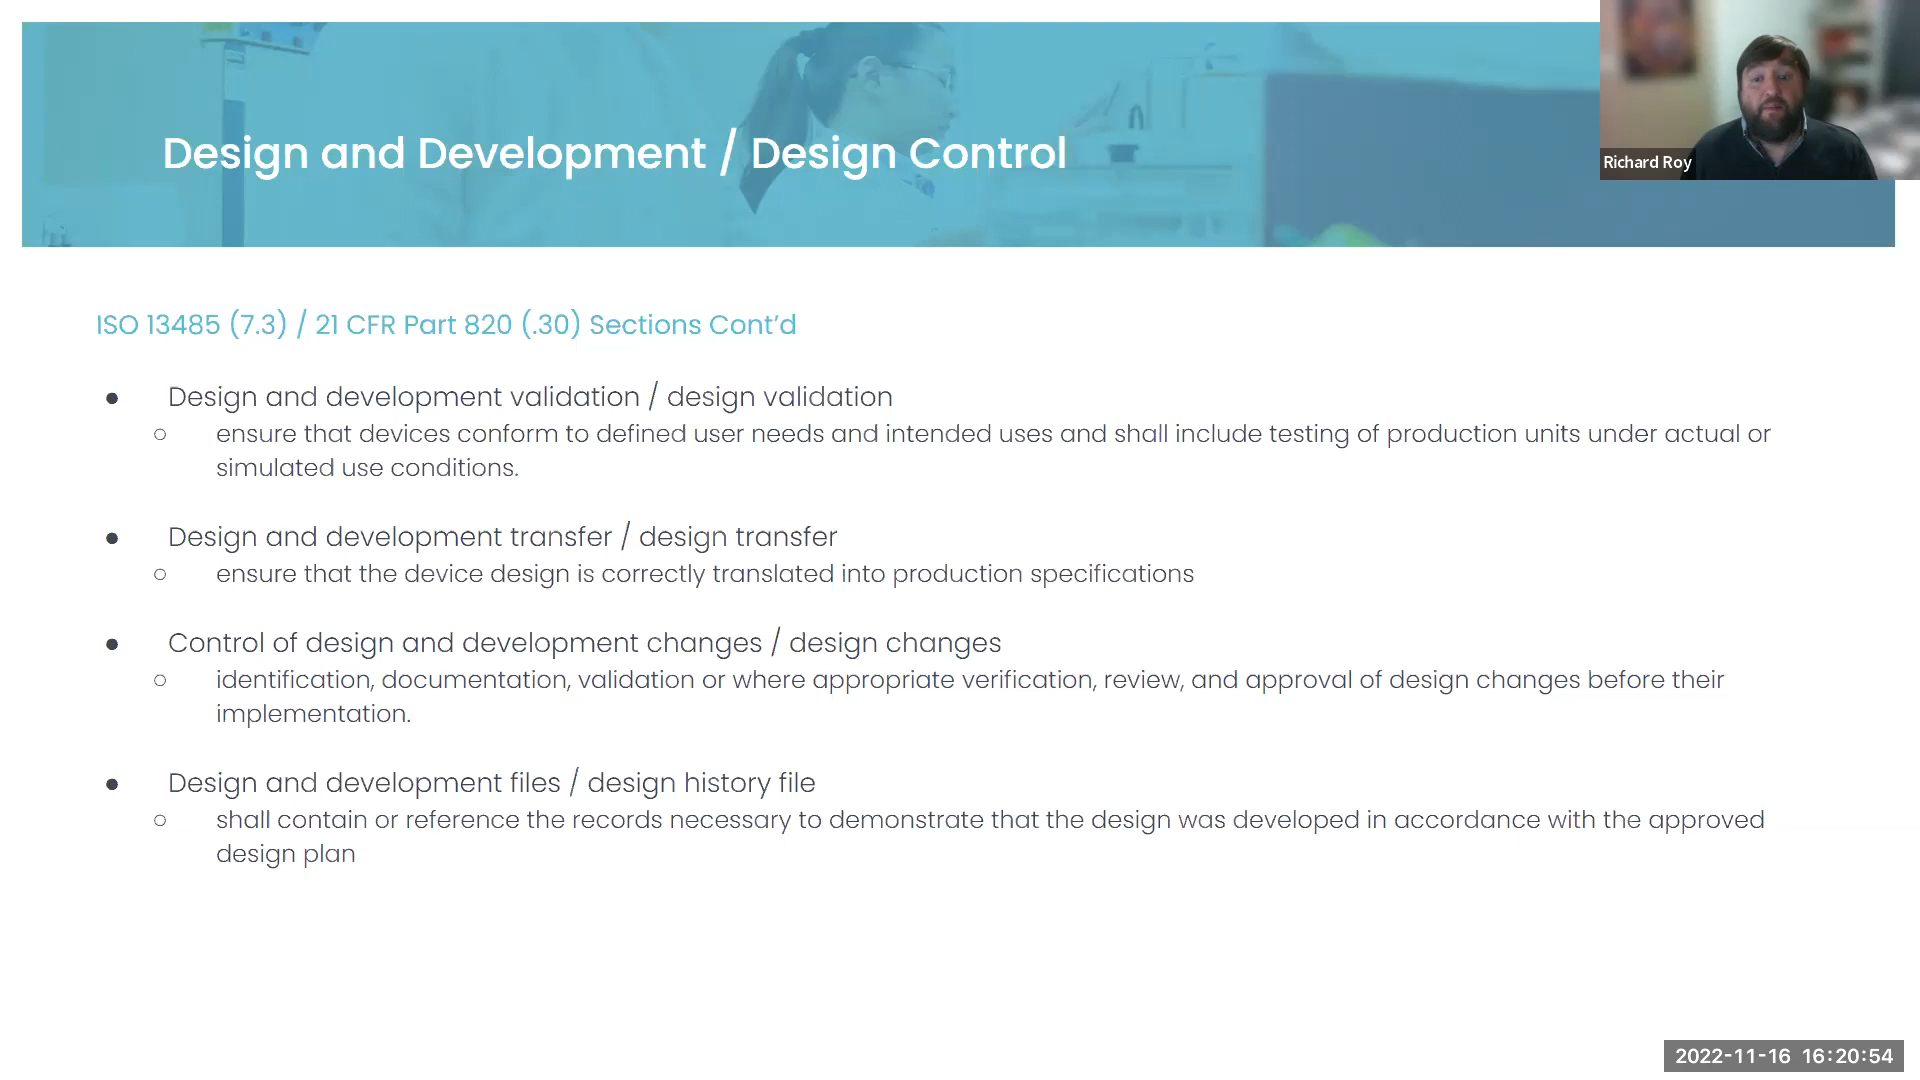 Design and Development / Design Control
Richard Roy
ISO 13485 (7.3) / 21 CFR Part 820 (.30) Sections Cont’d
● Design and development validation / design validation
○ ensure that devices conform to defined user needs and intended uses and shall include testing of production units under actual or
simulated use conditions.
● Design and development transfer / design transfer
○ ensure that the device design is correctly translated into production specifications
● Control of design and development changes / design changes
○ identification, documentation, validation or where appropriate verification, review, and approval of design changes before their
implementation.
● Design and development files / design history file
○ shall contain or reference the records necessary to demonstrate that the design was developed in accordance with the approved
design plan
2022-11-16 16:20:54